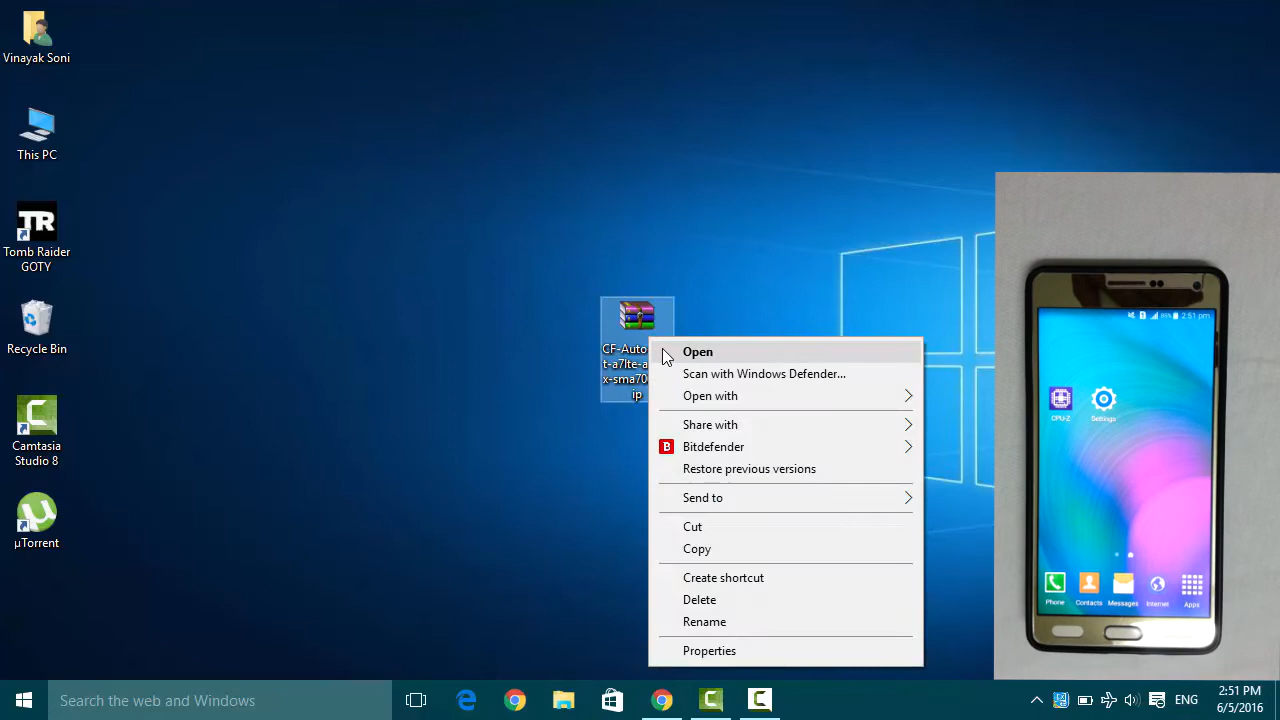 Vinayak Soni
This PC
TR
Tomb Raider
GOTY
Recycle Bin
Camtasia
Studio 8
µTorrent
CF-Auto
t-a7lte-a
x-sma70
ip
Open
Scan with Windows Defender...
Open with
Share with
B
Bitdefender
Restore previous versions
Send to
Cut
Copy
Create shortcut
Delete
Rename
Properties
86% 2:51 pm
CPU-Z
Settings
Phone
Contacts
Messages
Internet
Apps
Search the web and Windows
ENG
2:51 PM
6/5/2016